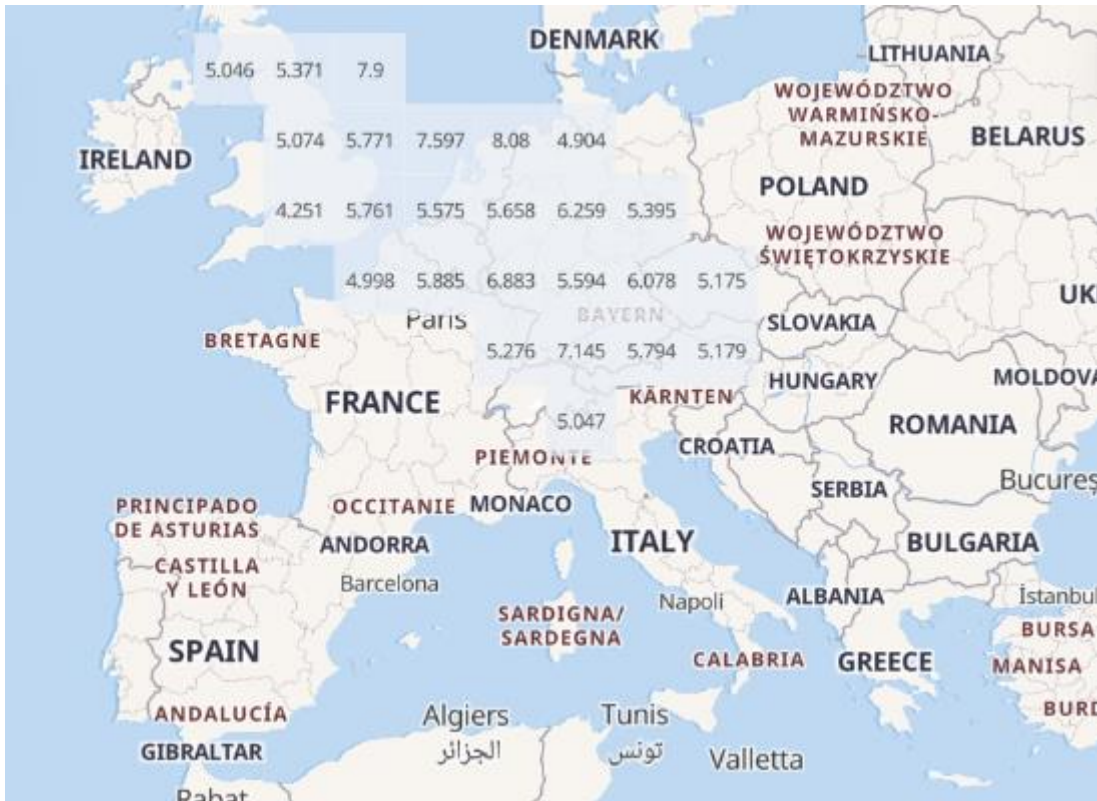 DENMARK
LITHUANIA
5.046 5.371 7.9
WOJEWÓDZTWO
WARMIŃSKO-
MAZURSKIE
BELARUS
IRELAND
5.074 5.771 7.597 8.08 4.904
POLAND
4.251 5.761 5.575 5.658 6.259 5.395
WOJEWÓDZTWO
ŚWIĘTOKRZYSKIE
4.998 5.885 6.883 5.594 6.078 5.175
UK
Paris
BAYERN
SLOVAKIA
BRETAGNE
5.276 7.145 5.794 5.179
HUNGARY
MOLDOVA
FRANCE
KÄRNTEN
5.047
ROMANIA
CROATIA
PIEMONTE
Bucureș
SERBIA
PRINCIPADO
DE ASTURIAS
OCCITANIE
MONACO
ANDORRA
ITALY
BULGARIA
CASTILLA
Y LEÓN
Barcelona
Napoli
ALBANIA
İstanbul
SARDIGNA/
SARDEGNA
BURSA
SPAIN
CALABRIA
GREECE
MANISA
ANDALUCÍA
Algiers
الجزائر
Tunis
تونس
BURD
GIBRALTAR
Valletta
Rabat